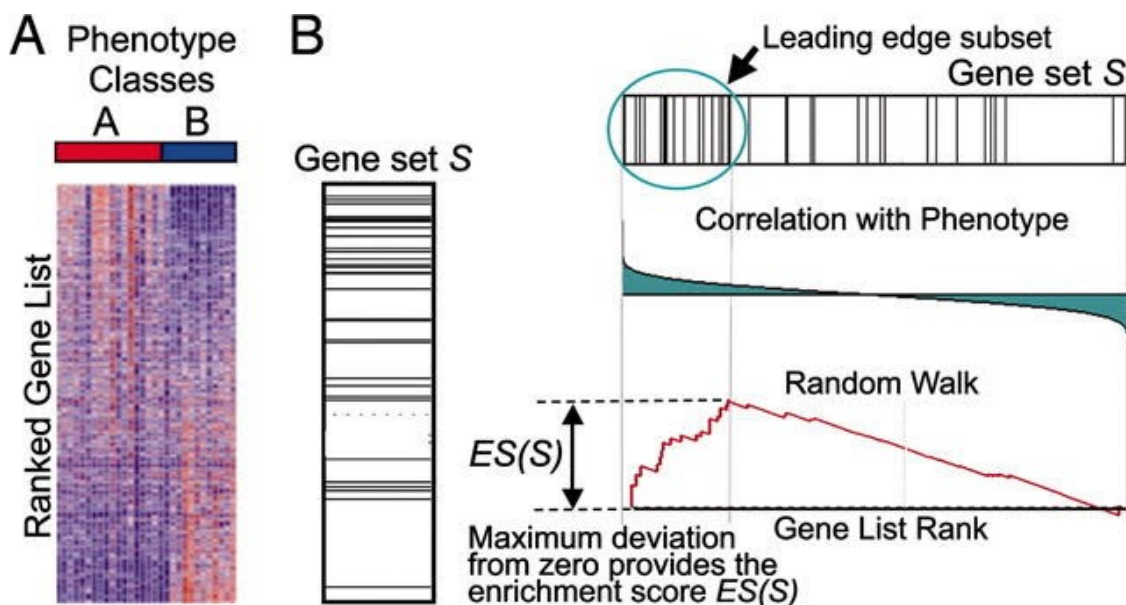 A
Phenotype
Classes
A B
Ranked Gene List
B
Gene set S
Leading edge subset
Gene set S
Correlation with Phenotype
Random Walk
ES(S)
Gene List Rank
Maximum deviation
from zero provides the
enrichment score ES(S)